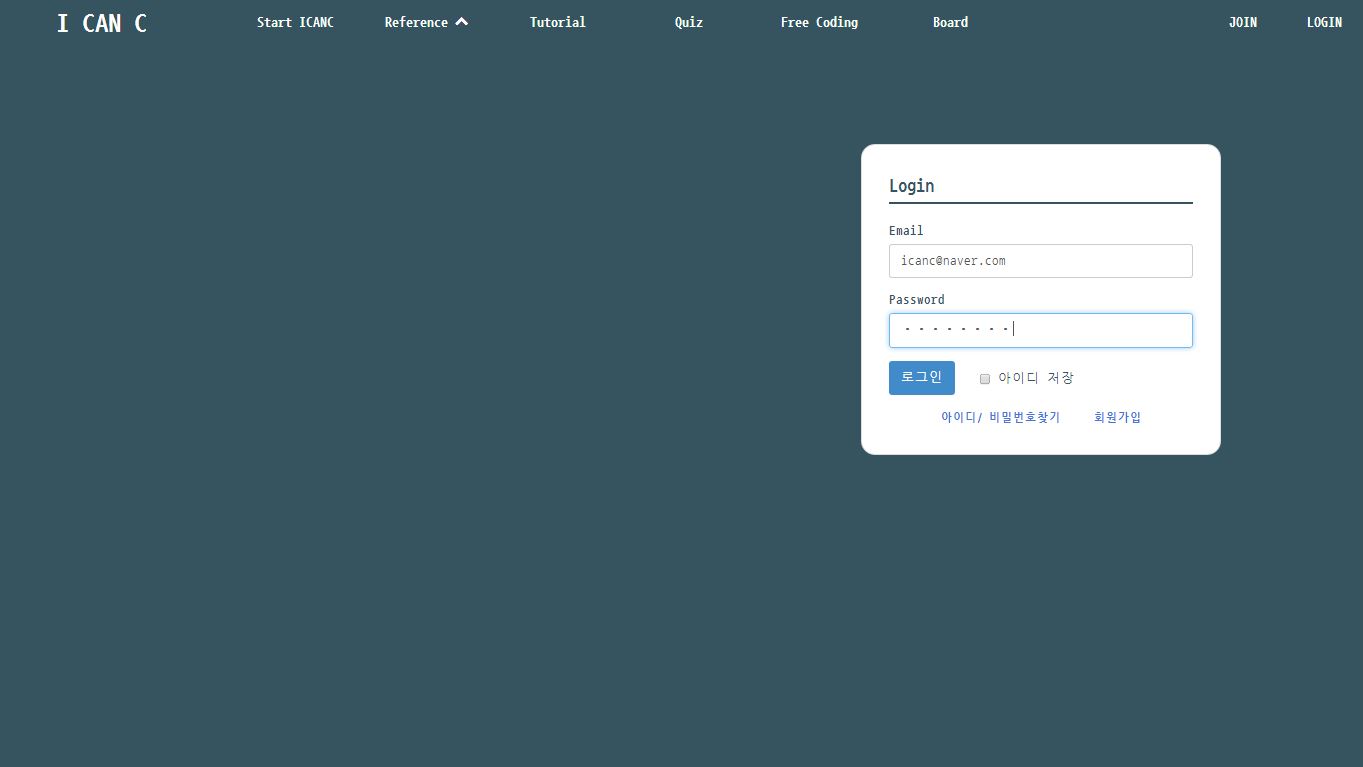 I CAN C Start ICANC Reference Tutorial Quiz Free Coding Board JOIN LOGIN
Login
Email
icanc@naver.com
Password
로그인 아이디 저장
아이디/ 비밀번호찾기 회원가입